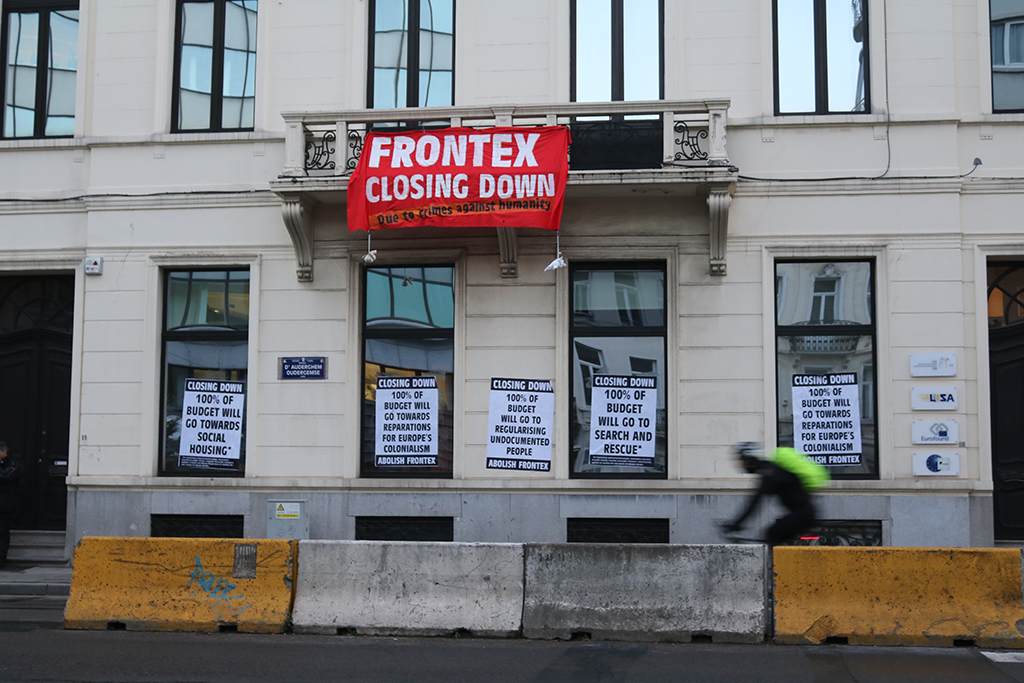 FRONTEX
CLOSING DOWN
Due to crimes against humanity
D'AUDERGHEM
OUDERGEMSE
CLOSING DOWN
100% OF
BUDGET WILL
GO TOWARDS
SOCIAL
HOUSING*
CLOSING DOWN
100% OF
BUDGET WILL
GO TOWARDS
REPARATIONS
FOR EUROPE'S
COLONIALISM
ABOLISH FRONTEX
CLOSING DOWN
100% OF
BUDGET WILL
GO TO
REGULARISING
UNDOCUMENTED
PEOPLE
ABOLISH FRONTEX
CLOSING DOWN
100% OF
BUDGET WILL
GO TO
SEARCH AND
RESCUE*
CLOSING DOWN
100% OF
BUDGET WILL
GO TOWARDS
REPARATIONS
FOR EUROPE'S
COLONIALISM
ABOLISH FRONTEX
Eurofound